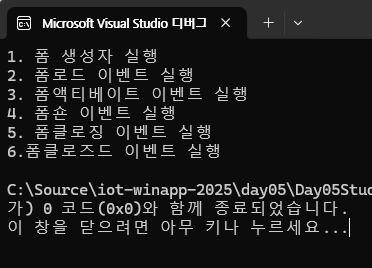 Microsoft Visual Studio 디버그
1. 폼 생성자 실행
2. 폼로드 이벤트 실행
3. 폼액티베이트 이벤트 실행
4. 폼숀 이벤트 실행
5. 폼클로징 이벤트 실행
6.폼클로즈드 이벤트 실행
C:\Source\iot-winapp-2025\day05\Day05Stud
가) 0 코드(0x0)와 함께 종료되었습니다.
이 창을 닫으려면 아무 키나 누르세요...